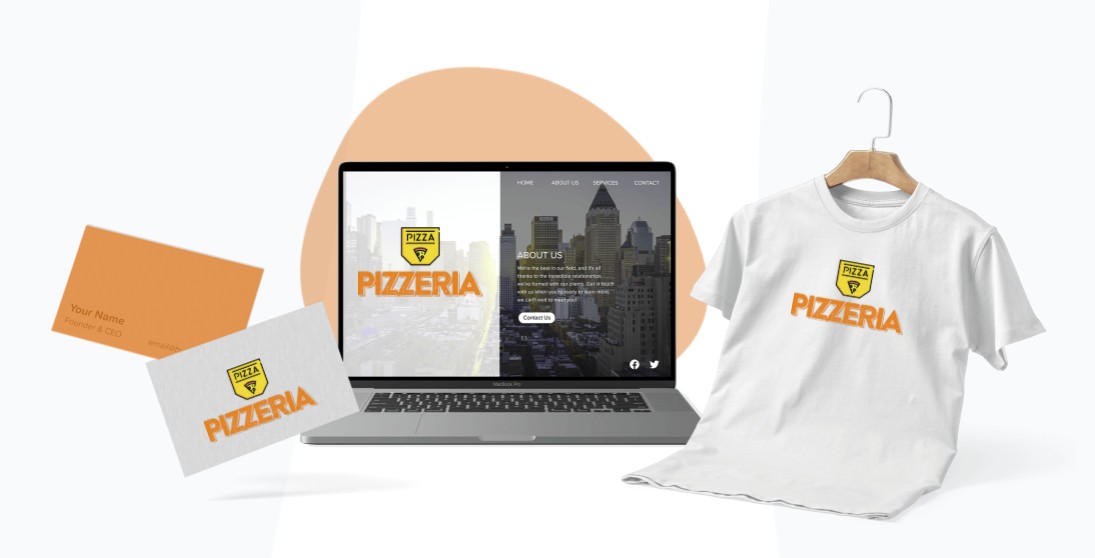 Your Name
Founder & CEO
PIZZA
PIZZERIA
HOME ABOUT US SERVICES CONTACT
PIZZA
PIZZERIA
ABOUT US
We're the best in our field, and it's all
thanks to the incredible relationships
we've formed with our clients. Get in touch
with us when you're ready to learn more,
we can't wait to meet you!
Contact Us
MacBook Pro
PIZZA
PIZZERIA